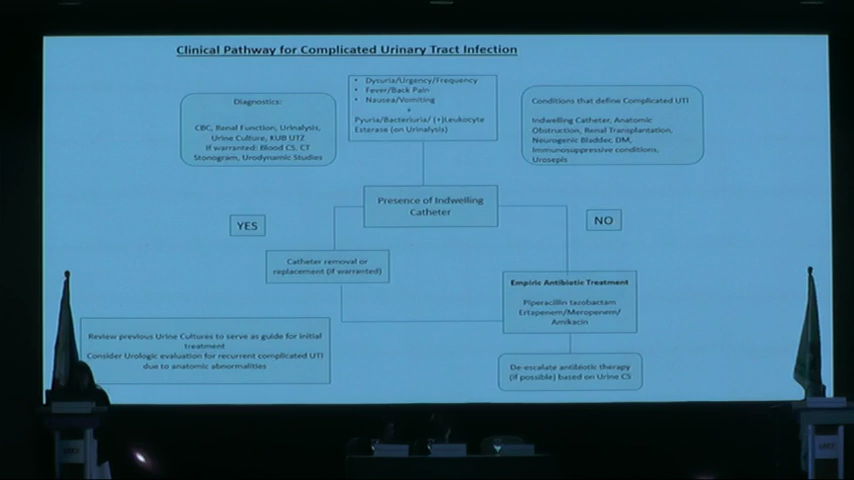 Clinical Pathway for Complicated Urinary Tract Infection
• Dysuria/Urgency/Frequency
• Fever/Back Pain
• Nausea/Vomiting
+
Pyuria/Bacteriuria/ (+)Leukocyte
Esterase (on Urinalysis)
Diagnostics:
CBC, Renal Function, Urinalysis,
Urine Culture, KUB UTZ
If warranted: Blood CS, CT
Stonogram, Urodynamic Studies
Conditions that define Complicated UTI
Indwelling Catheter, Anatomic
Obstruction, Renal Transplantation,
Neurogenic Bladder, DM,
Immunosuppressive conditions,
Urosepis
Presence of Indwelling
Catheter
YES
NO
Catheter removal or
replacement (if warranted)
Empiric Antibiotic Treatment
Piperacillin tazobactam
Ertapenem/Meropenem/
Amikacin
Review previous Urine Cultures to serve as guide for initial
treatment
Consider Urologic evaluation for recurrent complicated UTI
due to anatomic abnormalities
De-escalate antibiotic therapy
(if possible) based on Urine CS